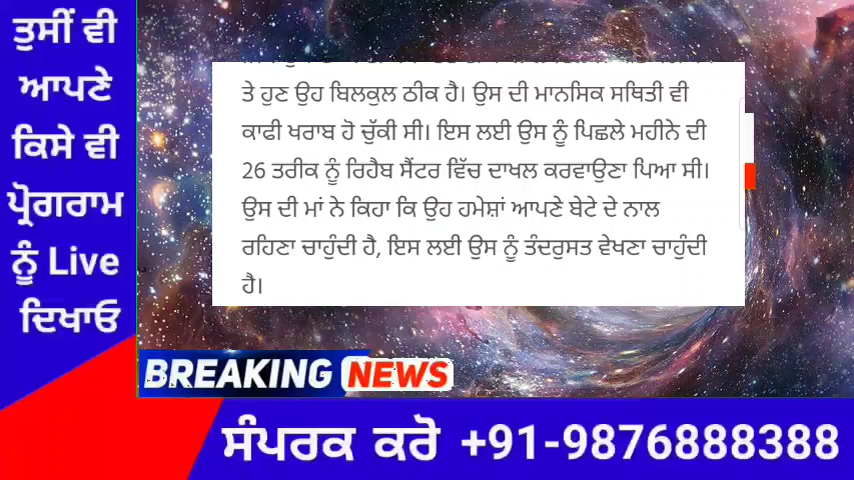 ਤੁਸੀਂ ਵੀ
ਆਪਣੇ
ਕਿਸੇ ਵੀ
ਪ੍ਰੋਗਰਾਮ
ਨੂੰ Live
ਦਿਖਾਓ
ਤੇ ਹੁਣ ਉਹ ਬਿਲਕੁਲ ਠੀਕ ਹੈ। ਉਸ ਦੀ ਮਾਨਸਿਕ ਸਥਿਤੀ ਵੀ
ਕਾਫੀ ਖਰਾਬ ਹੋ ਚੁੱਕੀ ਸੀ। ਇਸ ਲਈ ਉਸ ਨੂੰ ਪਿਛਲੇ ਮਹੀਨੇ ਦੀ
26 ਤਰੀਕ ਨੂੰ ਰਿਹੈਬ ਸੈਂਟਰ ਵਿੱਚ ਦਾਖਲ ਕਰਵਾਉਣਾ ਪਿਆ ਸੀ।
ਉਸ ਦੀ ਮਾਂ ਨੇ ਕਿਹਾ ਕਿ ਉਹ ਹਮੇਸ਼ਾਂ ਆਪਣੇ ਬੇਟੇ ਦੇ ਨਾਲ
ਰਹਿਣਾ ਚਾਹੁੰਦੀ ਹੈ, ਇਸ ਲਈ ਉਸ ਨੂੰ ਤੰਦਰੁਸਤ ਵੇਖਣਾ ਚਾਹੁੰਦੀ
ਹੈ।
BREAKING NEWS
ਸੰਪਰਕ ਕਰੋ +91-9876888388